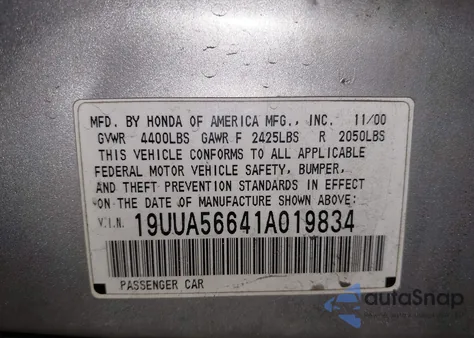 MFD. BY HONDA OF AMERICA MFG., INC. 11/00
GVWR 4400LBS GAWR F 2425LBS R 2050LBS
THIS VEHICLE CONFORMS TO ALL APPLICABLE
FEDERAL MOTOR VEHICLE SAFETY, BUMPER,
AND THEFT PREVENTION STANDARDS IN EFFECT
ON THE DATE OF MANUFACTURE SHOWN ABOVE:
V.I.N. 19UUA56641A019834
PASSENGER CAR
autoSnap